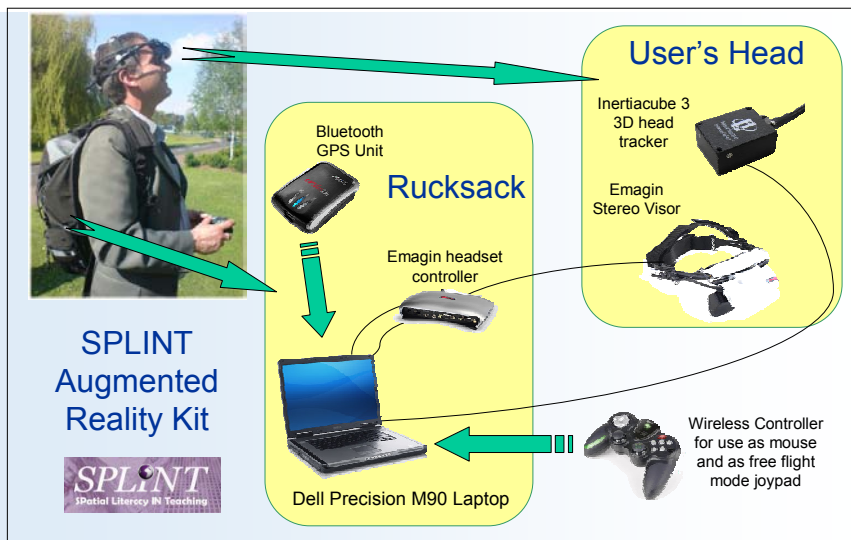 User's Head
Inertiacube 3
3D head
tracker
Emagin
Stereo Visor
Bluetooth
GPS Unit
Rucksack
Emagin headset
controller
SPLINT
Augmented
Reality Kit
SPLINT
SPatial Literacy IN Teaching
Dell Precision M90 Laptop
Wireless Controller
for use as mouse
and as free flight
mode joypad